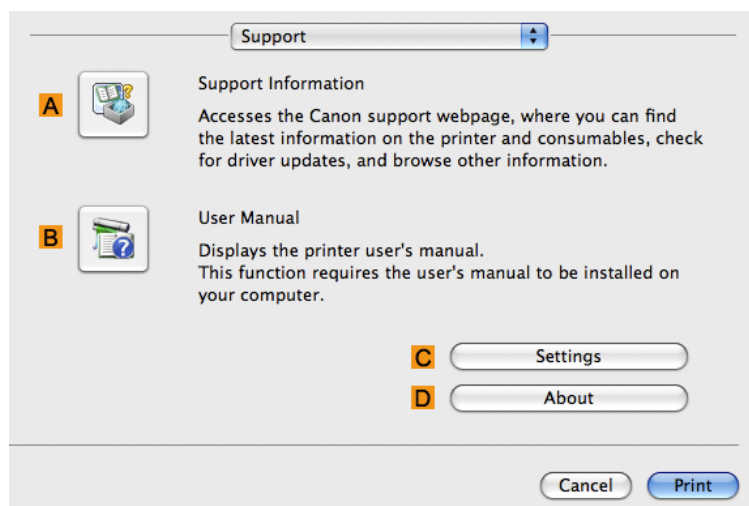 Support
A
Support Information
Accesses the Canon support webpage, where you can find
the latest information on the printer and consumables, check
for driver updates, and browse other information.
B
User Manual
Displays the printer user's manual.
This function requires the user's manual to be installed on
your computer.
C Settings
D About
Cancel Print